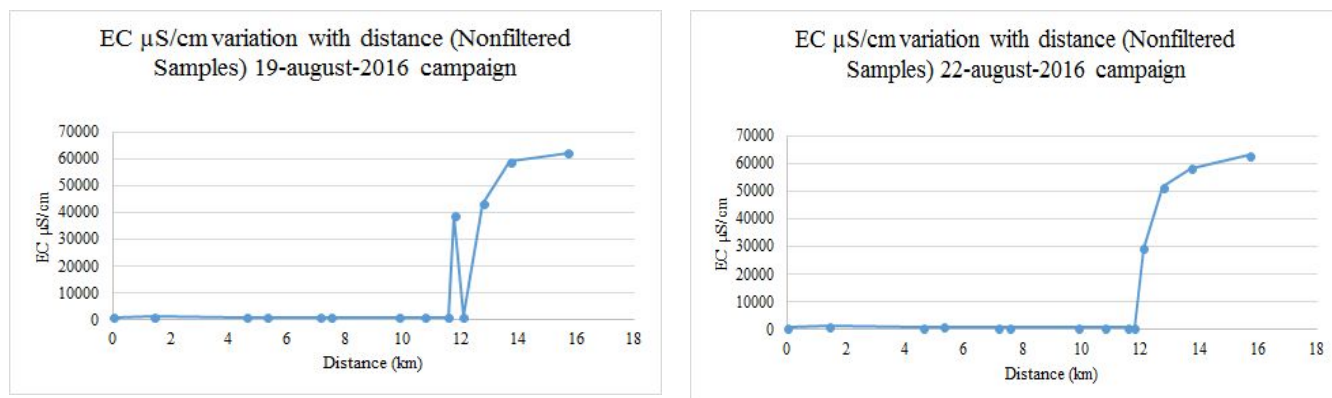 EC µS/cm variation with distance (Nonfiltered
Samples) 19-august-2016 campaign
70000
60000
50000
40000
30000
20000
10000
0
EC µS/cm
0 2 4 6 8 10 12 14 16 18
Distance (km)
EC µS/cm variation with distance (Nonfiltered
Samples) 22-august-2016 campaign
70000
60000
50000
40000
30000
20000
10000
0
EC µS/cm
0 2 4 6 8 10 12 14 16 18
Distance (km)